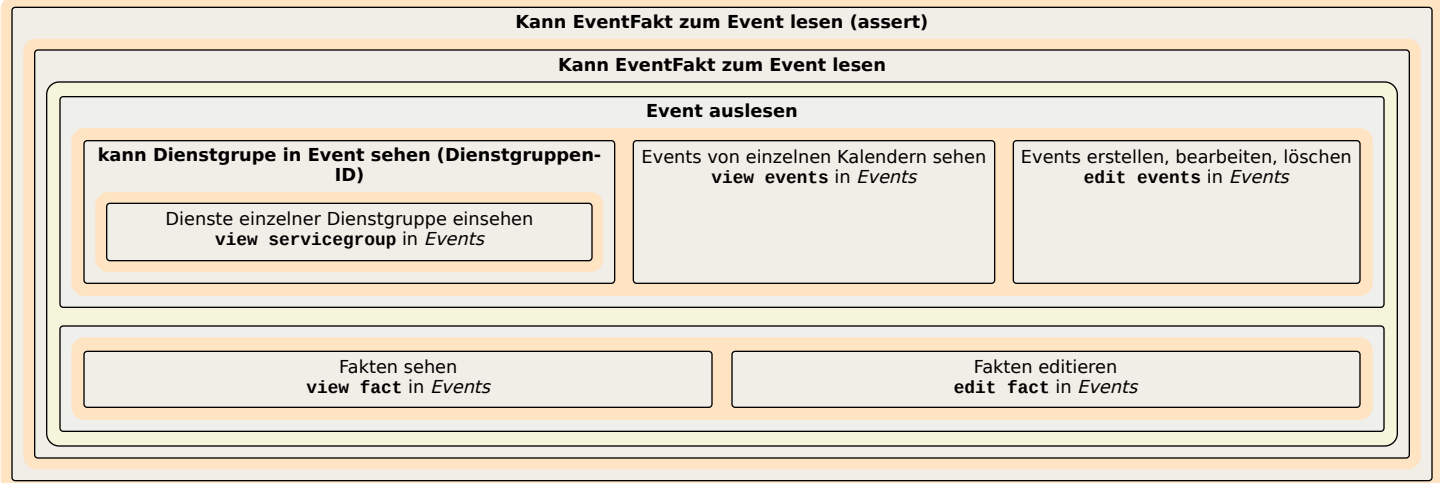 Kann EventFakt zum Event lesen (assert)
Kann EventFakt zum Event lesen
Event auslesen
kann Dienstgrupe in Event sehen (Dienstgruppen-
ID)
Dienste einzelner Dienstgruppe einsehen
view servicegroup in Events
Events von einzelnen Kalendern sehen
view events in Events
Events erstellen, bearbeiten, löschen
edit events in Events
Fakten sehen
view fact in Events
Fakten editieren
edit fact in Events